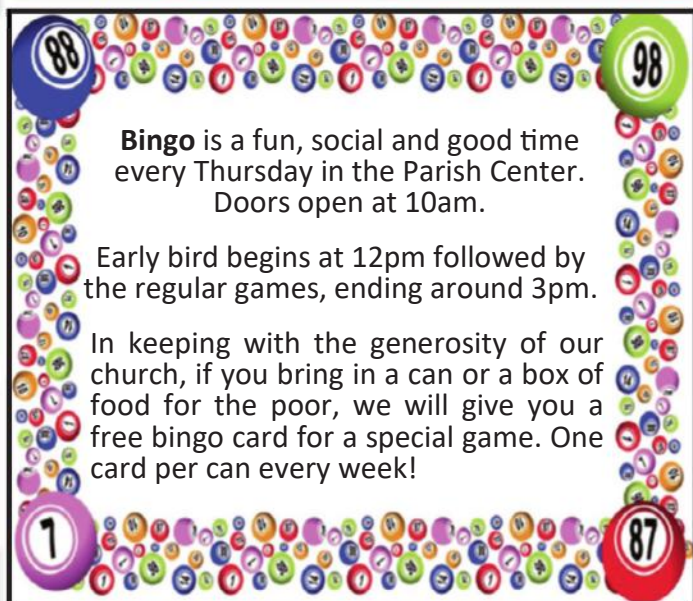 88
98
Bingo is a fun, social and good time
every Thursday in the Parish Center.
Doors open at 10am.
Early bird begins at 12pm followed by
the regular games, ending around 3pm.
In keeping with the generosity of our
church, if you bring in a can or a box of
food for the poor, we will give you a
free bingo card for a special game. One
card per can every week!
7
87